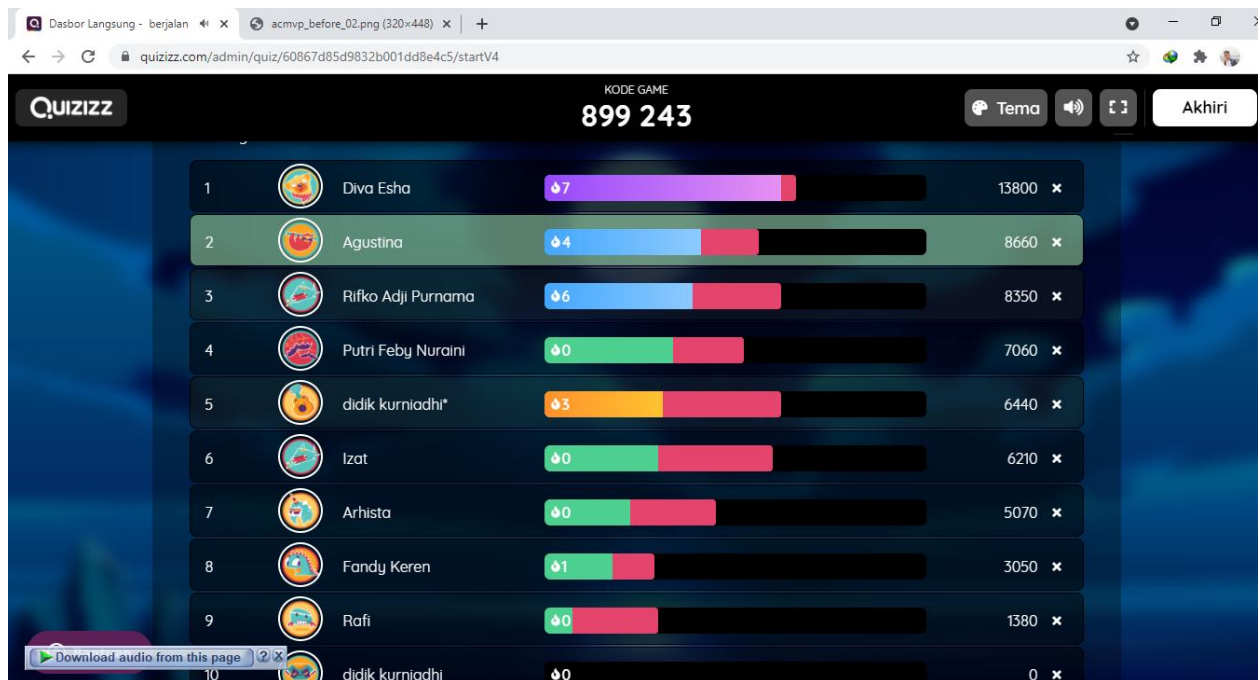 Dasbor Langsung - berjalan
acmvp_before_02.png (320×448)
quizizz.com/admin/quiz/60867d85d9832b001dd8e4c5/startV4
Quizizz
KODE GAME
899 243
Tema
Akhiri
1 Diva Esha 7 13800
2 Agustina 4 8660
3 Rifko Adji Purnama 6 8350
4 Putri Feby Nuraini 0 7060
5 didik kurniadhi* 3 6440
6 Izat 0 6210
7 Arhista 0 5070
8 Fandy Keren 1 3050
9 Rafi 0 1380
Download audio from this page ? X
10 didik kurniadhi 0 0